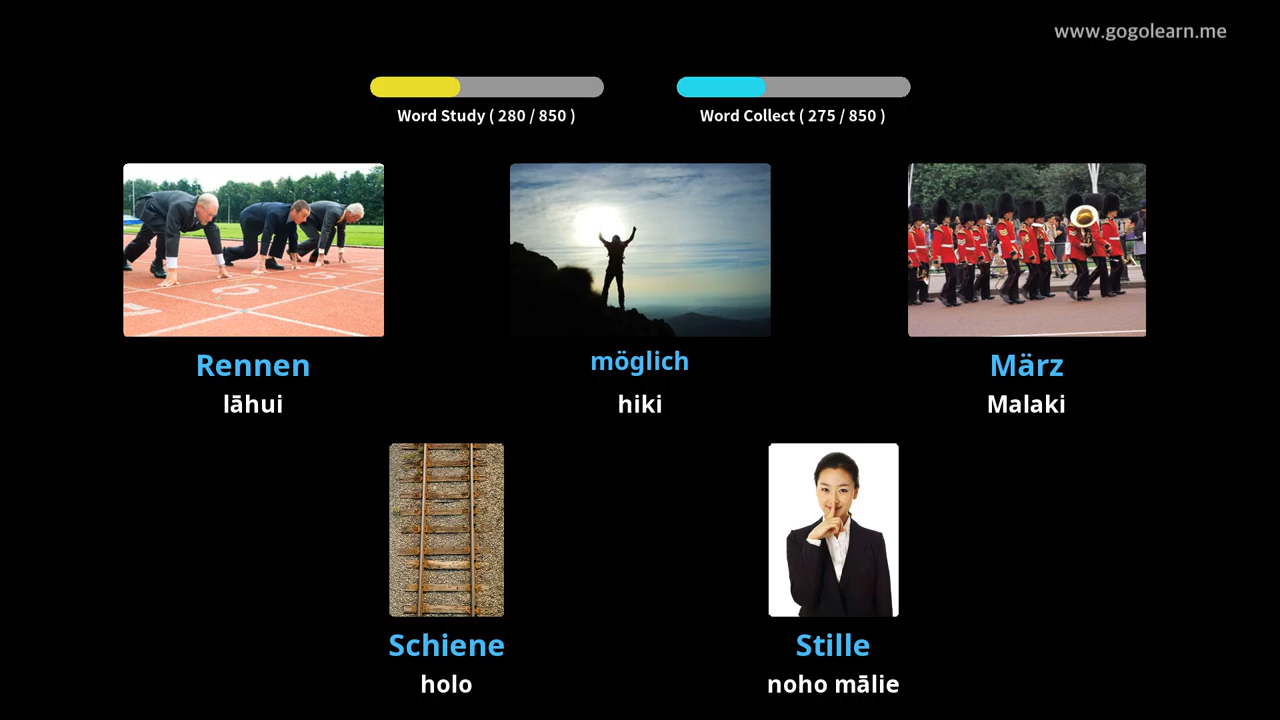 www.gogolearn.me
Word Study ( 280 / 850 )
Word Collect ( 275 / 850 )
Rennen
lāhui
möglich
hiki
März
Malaki
Schiene
holo
Stille
noho mālie